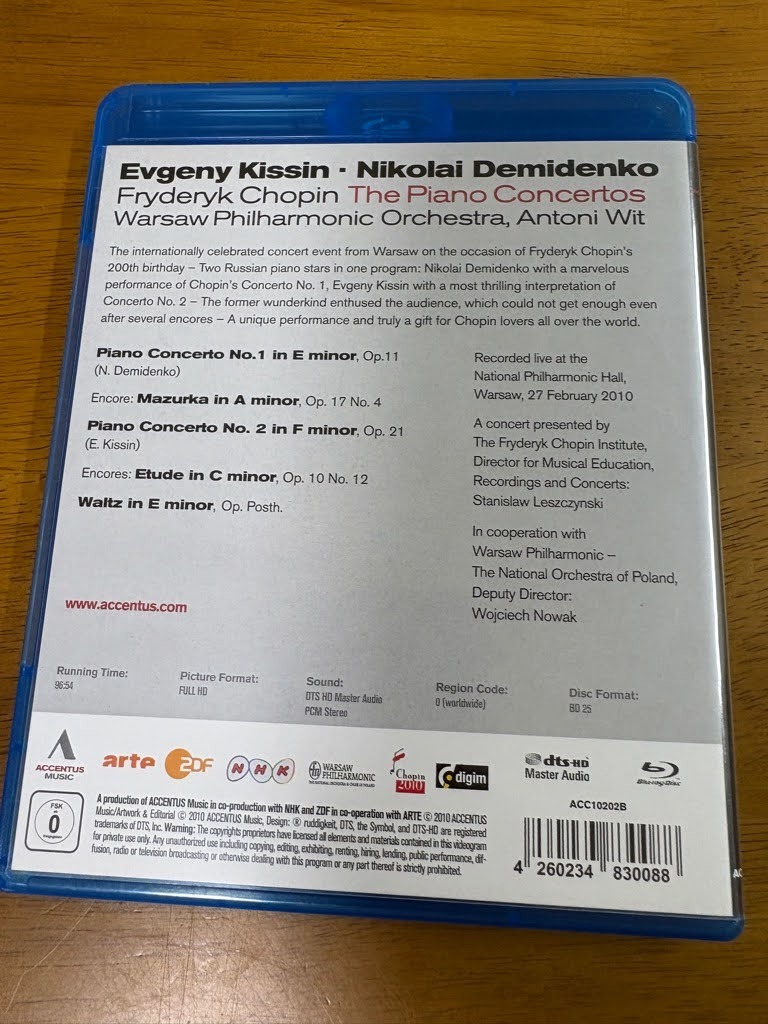 Evgeny Kissin · Nikolai Demidenko
Fryderyk Chopin The Piano Concertos
Warsaw Philharmonic Orchestra, Antoni Wit
The internationally celebrated concert event from Warsaw on the occasion of Fryderyk Chopin's
200th birthday – Two Russian piano stars in one program: Nikolai Demidenko with a marvelous
performance of Chopin's Concerto No. 1, Evgeny Kissin with a most thrilling interpretation of
Concerto No. 2 – The former wunderkind enthused the audience, which could not get enough even
after several encores – A unique performance and truly a gift for Chopin lovers all over the world.
Piano Concerto No.1 in E minor, Op.11
(N. Demidenko)
Encore: Mazurka in A minor, Op. 17 No. 4
Piano Concerto No. 2 in F minor, Op. 21
(E. Kissin)
Encores: Etude in C minor, Op. 10 No. 12
Waltz in E minor, Op. Posth.
Recorded live at the
National Philharmonic Hall,
Warsaw, 27 February 2010
A concert presented by
The Fryderyk Chopin Institute,
Director for Musical Education,
Recordings and Concerts:
Stanislaw Leszczynski
In cooperation with
Warsaw Philharmonic –
The National Orchestra of Poland,
Deputy Director:
Wojciech Nowak
www.accentus.com
Running Time:
96:54
Picture Format:
FULL HD
Sound:
DTS HD Master Audio
PCM Stereo
Region Code:
0 (worldwide)
Disc Format:
BD 25
ACCENTUS
MUSIC
arte
ZDF
NHK
WARSAW
PHILHARMONIC
THE NATIONAL ORCHESTRA & CHOIR OF POLAND
Chopin
2010
digim
dts-HD
Master Audio
Blu-ray Disc
FSK
0
A production of ACCENTUS Music in co-production with NHK and ZDF in co-operation with ARTE © 2010 ACCENTUS
Music/Artwork & Editorial © 2010 ACCENTUS Music, Design: ® ruddigkeit, DTS, the Symbol, and DTS-HD are registered
trademarks of DTS, Inc. Warning: The copyrights proprietors have licensed all elements and materials contained in this videogram
for private use only. Any unauthorized use including copying, editing, exhibiting, renting, hiring, lending, public performance, dif-
fusion, radio or television broadcasting or otherwise dealing with this program or any part thereof is strictly prohibited.
ACC10202B
4 260234 830088